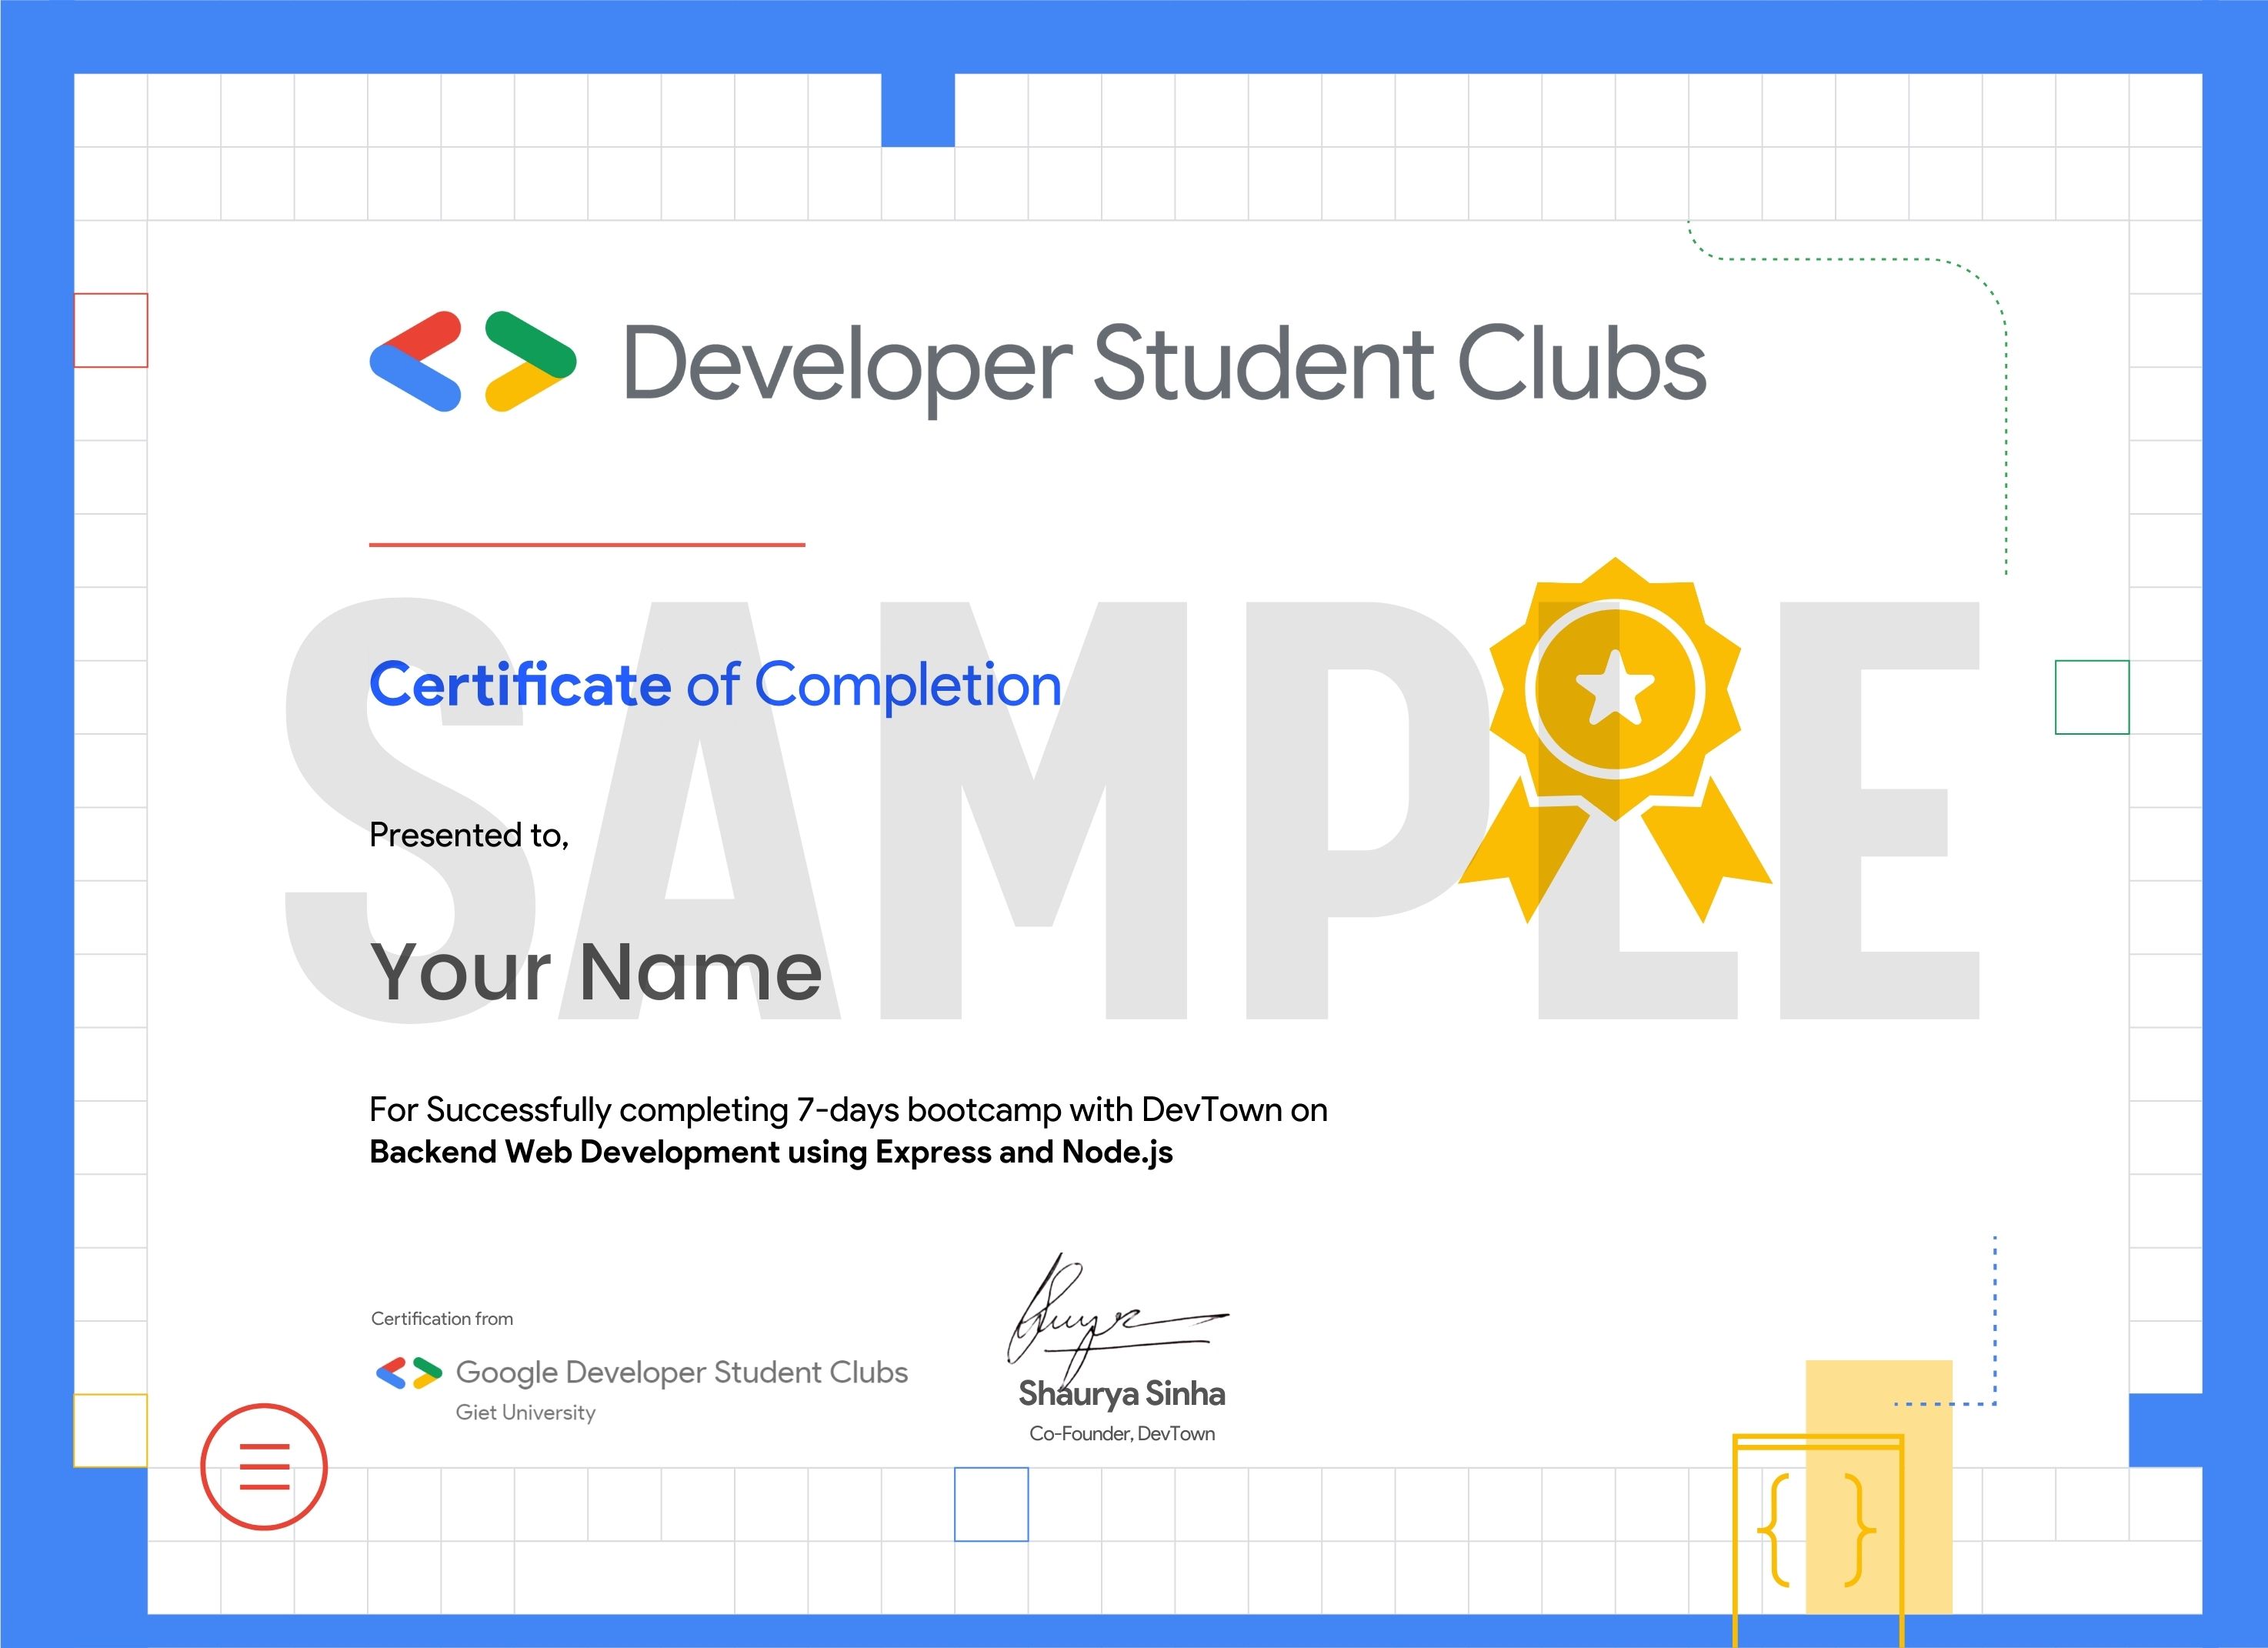 Developer Student Clubs
SAMPLE
Certificate of Completion
Presented to,
Your Name
For Successfully completing 7-days bootcamp with DevTown on
Backend Web Development using Express and Node.js
Certification from
Google Developer Student Clubs
Giet University
Shaurya Sinha
Co-Founder, DevTown
{ }